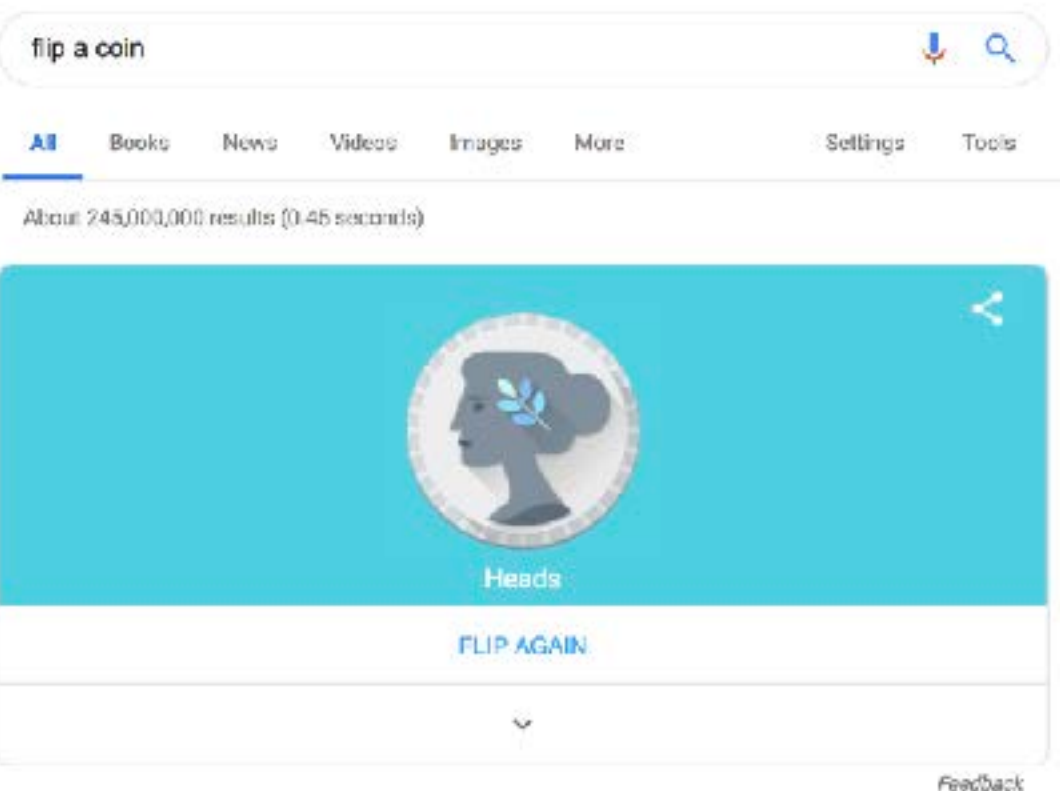 flip a coin
All Books News Videos Images More Settings Tools
About 245,000,000 results (0.45 seconds)
Heads
FLIP AGAIN
Feedback